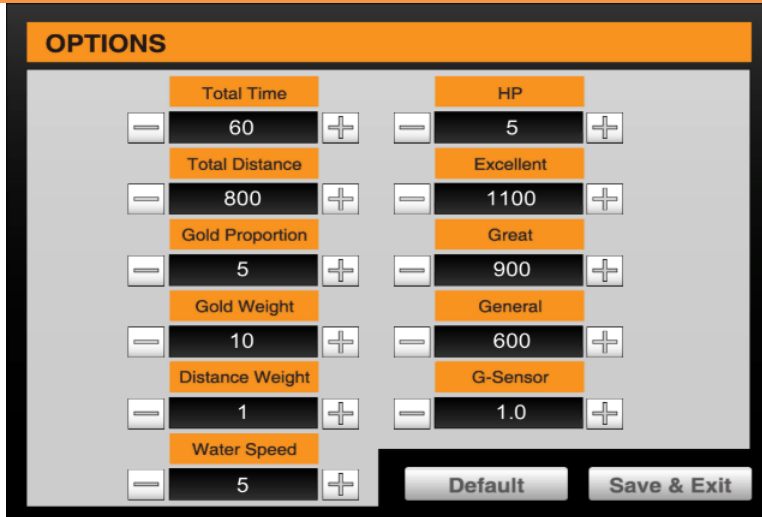 OPTIONS
Total Time
60
Total Distance
800
Gold Proportion
5
Gold Weight
10
Distance Weight
1
Water Speed
5
HP
5
Excellent
1100
Great
900
General
600
G-Sensor
1.0
Default
Save & Exit